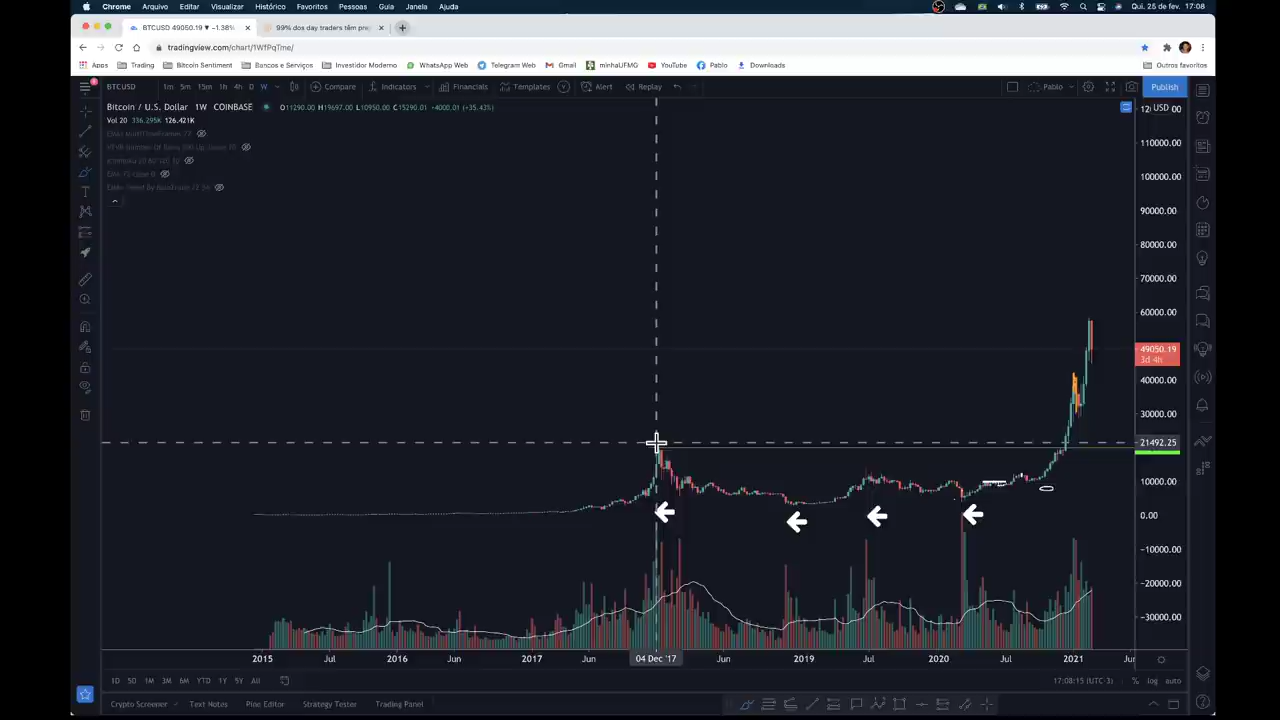 Chrome Arquivo Editar Visualizar Histórico Favoritos Pessoas Guia Janela Ajuda Qui. 25 de fev. 17:08
BTCUSD 49050.19 ▼ −1.38% 99% dos day traders têm pre
tradingview.com/chart/1WfPqTme/
Apps Trading Bitcoin Sentiment Bancos e Serviços Investidor Moderno WhatsApp Web Telegram Web Gmail minhaUFMG YouTube Pablo Downloads Outros favoritos
BTCUSD 1m 5m 15m 1h 4h D W Compare Indicators Financials Templates Alert Replay Pablo Publish
Bitcoin / U.S. Dollar 1W COINBASE O11290.00 H19697.00 L10950.00 C15290.01 +4000.01 (+35.43%)
USD
Vol 20 336.295K 126.421K
110000.00
100000.00
90000.00
80000.00
70000.00
60000.00
49050.19
3d 4h
40000.00
30000.00
21492.25
10000.00
0.00
−10000.00
−20000.00
−30000.00
2015 Jul 2016 Jun 2017 Jun 04 Dec '17 Jun 2019 Jul 2020 Jul 2021 Jun
1D 5D 1M 3M 6M YTD 1Y 5Y All 17:08:15 (UTC-3) % log auto
Crypto Screener Text Notes Pine Editor Strategy Tester Trading Panel